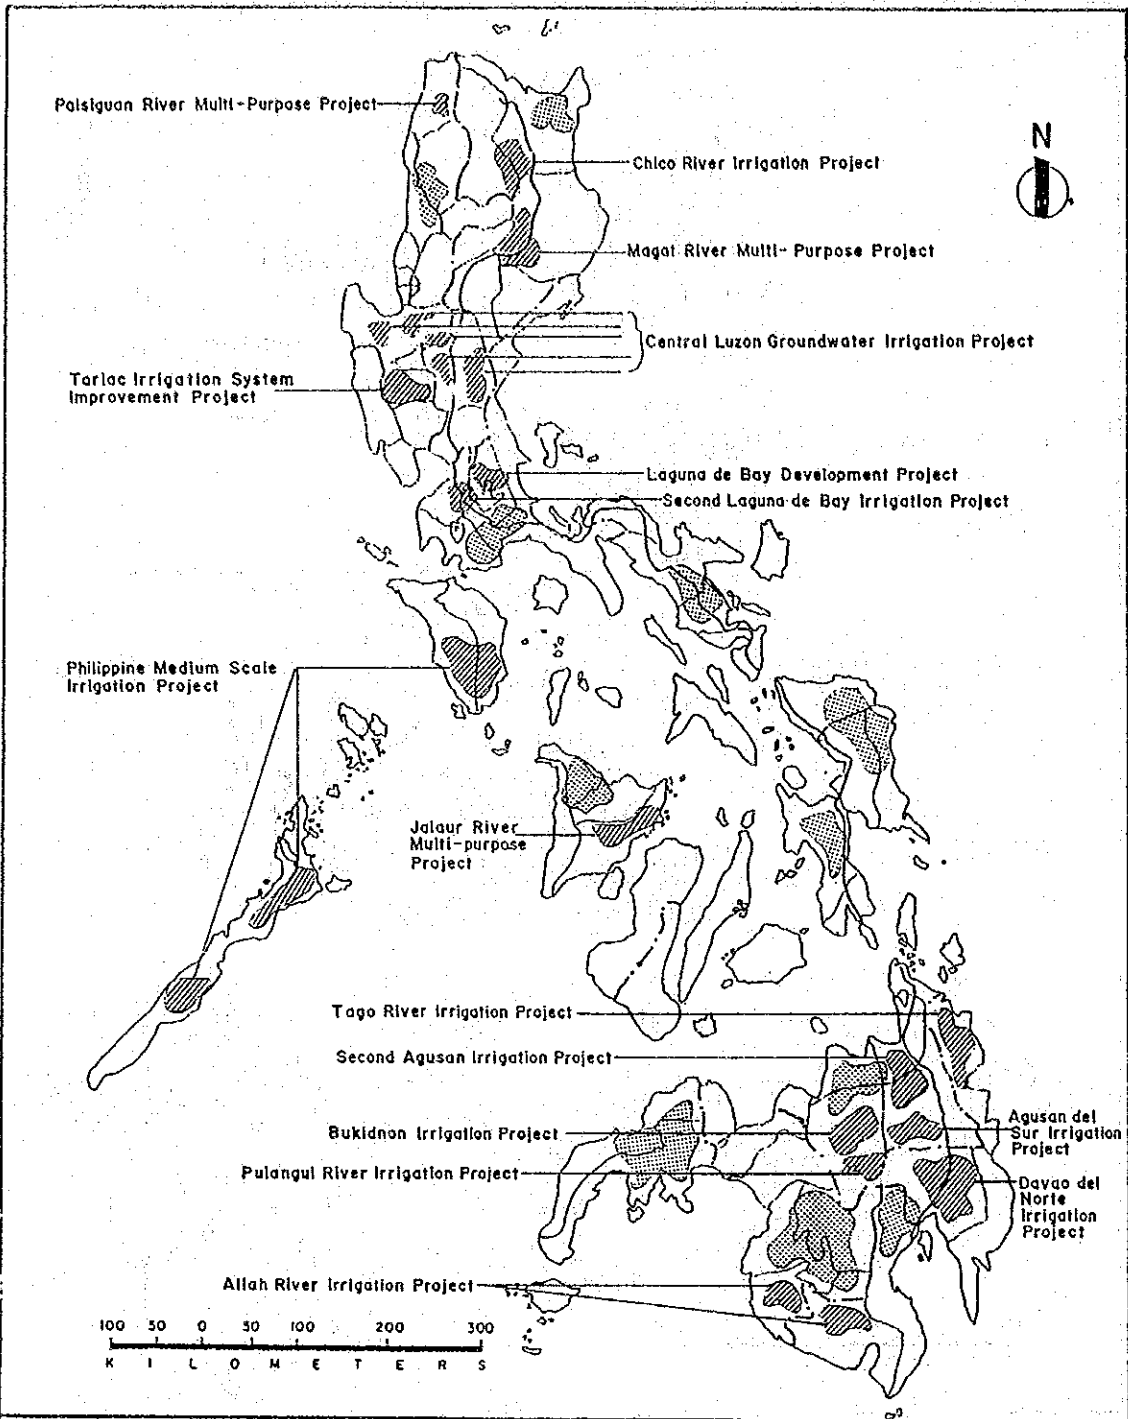 Palsiguan River Multi-Purpose Project
N
Chico River Irrigation Project
Magat River Multi-Purpose Project
Central Luzon Groundwater Irrigation Project
Tarlac Irrigation System
Improvement Project
Laguna de Bay Development Project
Second Laguna de Bay Irrigation Project
Philippine Medium Scale
Irrigation Project
Jalaur River
Multi-purpose
Project
Tago River Irrigation Project
Second Agusan Irrigation Project
Agusan del
Sur Irrigation
Project
Bukidnon Irrigation Project
Pulangui River Irrigation Project
Davao del
Norte
Irrigation
Project
Allah River Irrigation Project
100 50 0 50 100 200 300
K I L O M E T E R S